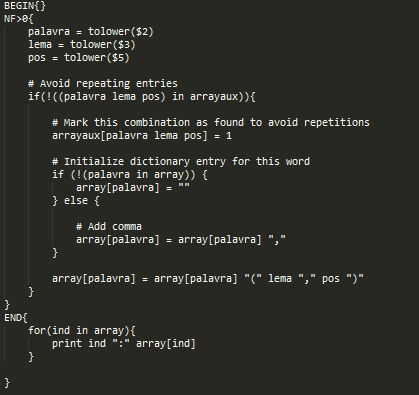 BEGIN{}
NF>0{
    palavra = tolower($2)
    lema = tolower($3)
    pos = tolower($5)

    # Avoid repeating entries
    if(!((palavra lema pos) in arrayaux)){

        # Mark this combination as found to avoid repetitions
        arrayaux[palavra lema pos] = 1

        # Initialize dictionary entry for this word
        if (!(palavra in array)) {
            array[palavra] = ""
        } else {

            # Add comma
            array[palavra] = array[palavra] ","
        }

        array[palavra] = array[palavra] "(" lema "," pos ")"
    }
}
END{
    for(ind in array){
        print ind ":" array[ind]
    }

}